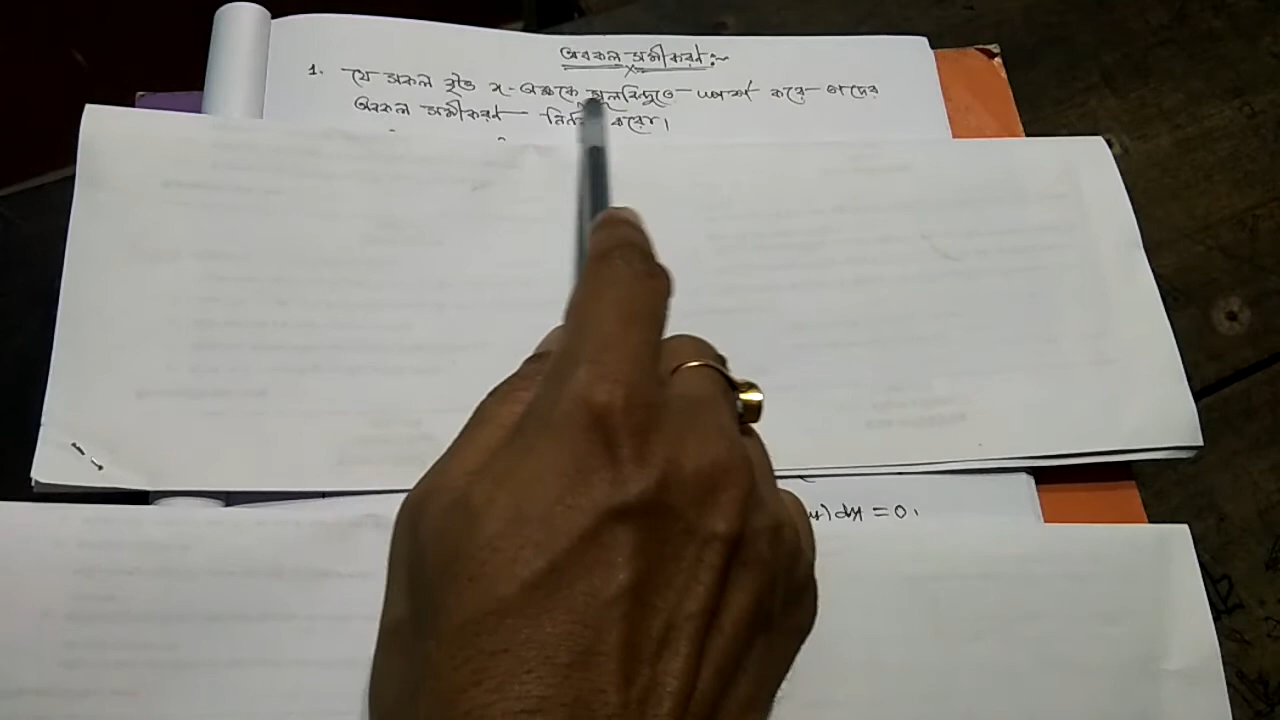 অবকল সমীকরণ :~
1. যে সকল বৃত্ত x-অক্ষকে মূলবিন্দুতে স্পর্শ করে তাদের
অবকল সমীকরণ নির্ণয় করো।
) dx = 0.